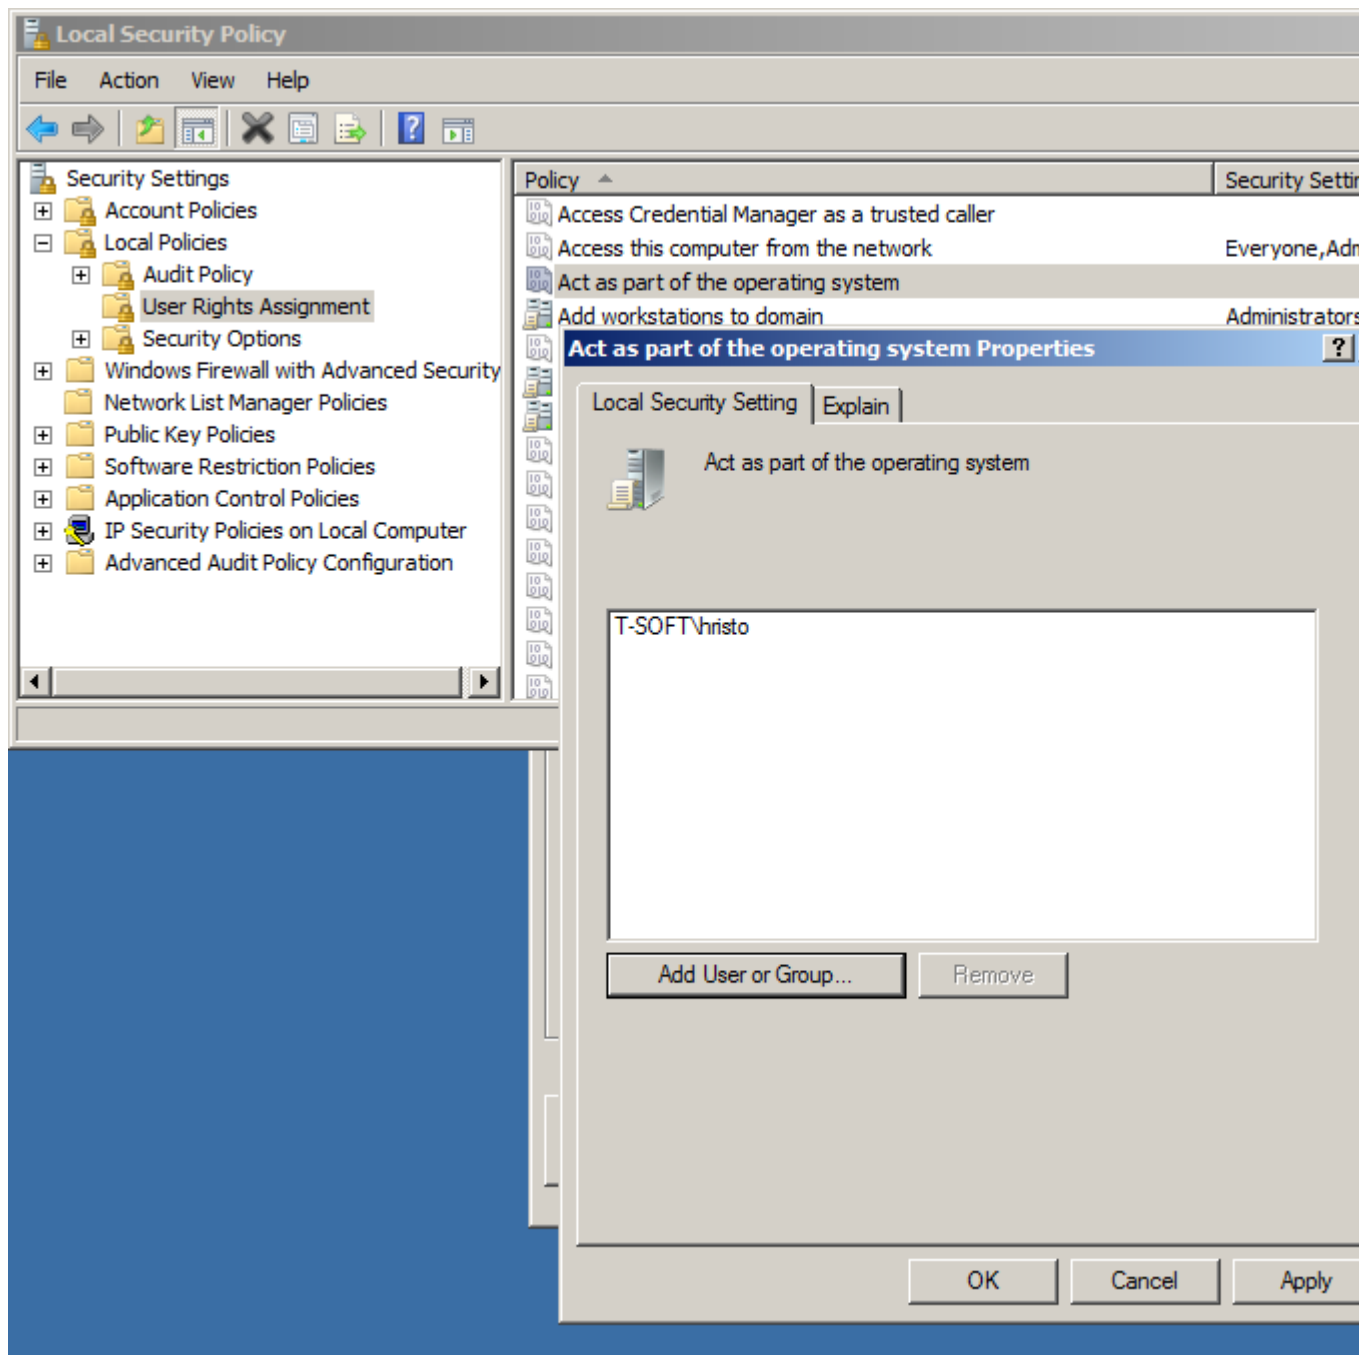 Local Security Policy
File Action View Help
Security Settings
Account Policies
Local Policies
Audit Policy
User Rights Assignment
Security Options
Windows Firewall with Advanced Security
Network List Manager Policies
Public Key Policies
Software Restriction Policies
Application Control Policies
IP Security Policies on Local Computer
Advanced Audit Policy Configuration
Policy Security Settin
Access Credential Manager as a trusted caller
Access this computer from the network Everyone,Adm
Act as part of the operating system
Add workstations to domain Administrators
Act as part of the operating system Properties ?
Local Security Setting Explain
Act as part of the operating system
T-SOFT\hristo
Add User or Group... Remove
OK Cancel Apply